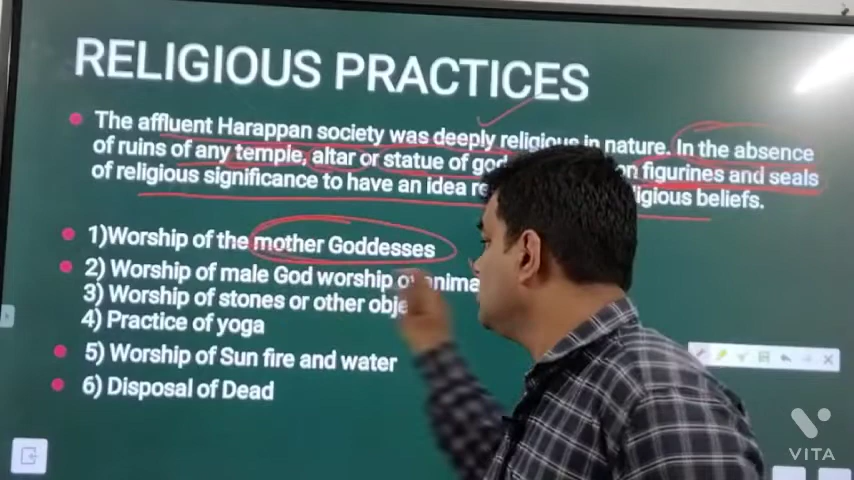 RELIGIOUS PRACTICES
The affluent Harappan society was deeply religious in nature. In the absence
of ruins of any temple, altar or statue of god on figurines and seals
of religious significance to have an idea religious beliefs.
1)Worship of the mother Goddesses
2) Worship of male God worship of
3) Worship of stones or other
4) Practice of yoga
5) Worship of Sun fire and water
6) Disposal of Dead
VITA